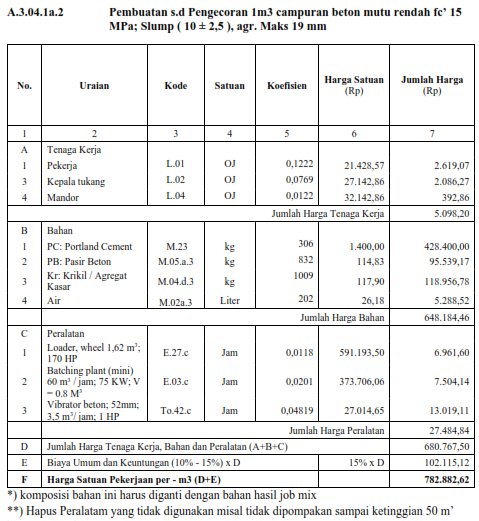 A.3.04.1a.2 Pembuatan s.d Pengecoran 1m3 campuran beton mutu rendah fc’ 15
MPa; Slump ( 10 ± 2,5 ), agr. Maks 19 mm
No. Uraian Kode Satuan Koefisien Harga Satuan (Rp) Jumlah Harga (Rp)
1 2 3 4 5 6 7
A Tenaga Kerja
1 Pekerja L.01 OJ 0,1222 21.428,57 2.619,07
3 Kepala tukang L.02 OJ 0,0769 27.142,86 2.086,27
4 Mandor L.04 OJ 0,0122 32.142,86 392,86
Jumlah Harga Tenaga Kerja 5.098,20
B Bahan
1 PC: Portland Cement M.23 kg 306 1.400,00 428.400,00
2 PB: Pasir Beton M.05.a.3 kg 832 114,83 95.539,17
3 Kr: Krikil / Agregat Kasar M.04.d.3 kg 1009 117,90 118.956,78
4 Air M.02a.3 Liter 202 26,18 5.288,52
Jumlah Harga Bahan 648.184,46
C Peralatan
1 Loader, wheel 1,62 m³; 170 HP E.27.c Jam 0,0118 591.193,50 6.961,60
2 Batching plant (mini) 60 m³ / jam; 75 KW; V = 0.8 M³ E.03.c Jam 0,0201 373.706,06 7.504,14
3 Vibrator beton; 52mm; 3,5 m³/ jam; 1 HP To.42.c Jam 0,04819 27.014,65 13.019,11
Jumlah Harga Peralatan 27.484,84
D Jumlah Harga Tenaga Kerja, Bahan dan Peralatan (A+B+C) 680.767,50
E Biaya Umum dan Keuntungan (10% - 15%) x D 15% x D 102.115,12
F Harga Satuan Pekerjaan per - m3 (D+E) 782.882,62
*) komposisi bahan ini harus diganti dengan bahan hasil job mix
**) Hapus Peralatam yang tidak digunakan misal tidak dipompakan sampai ketinggian 50 m’